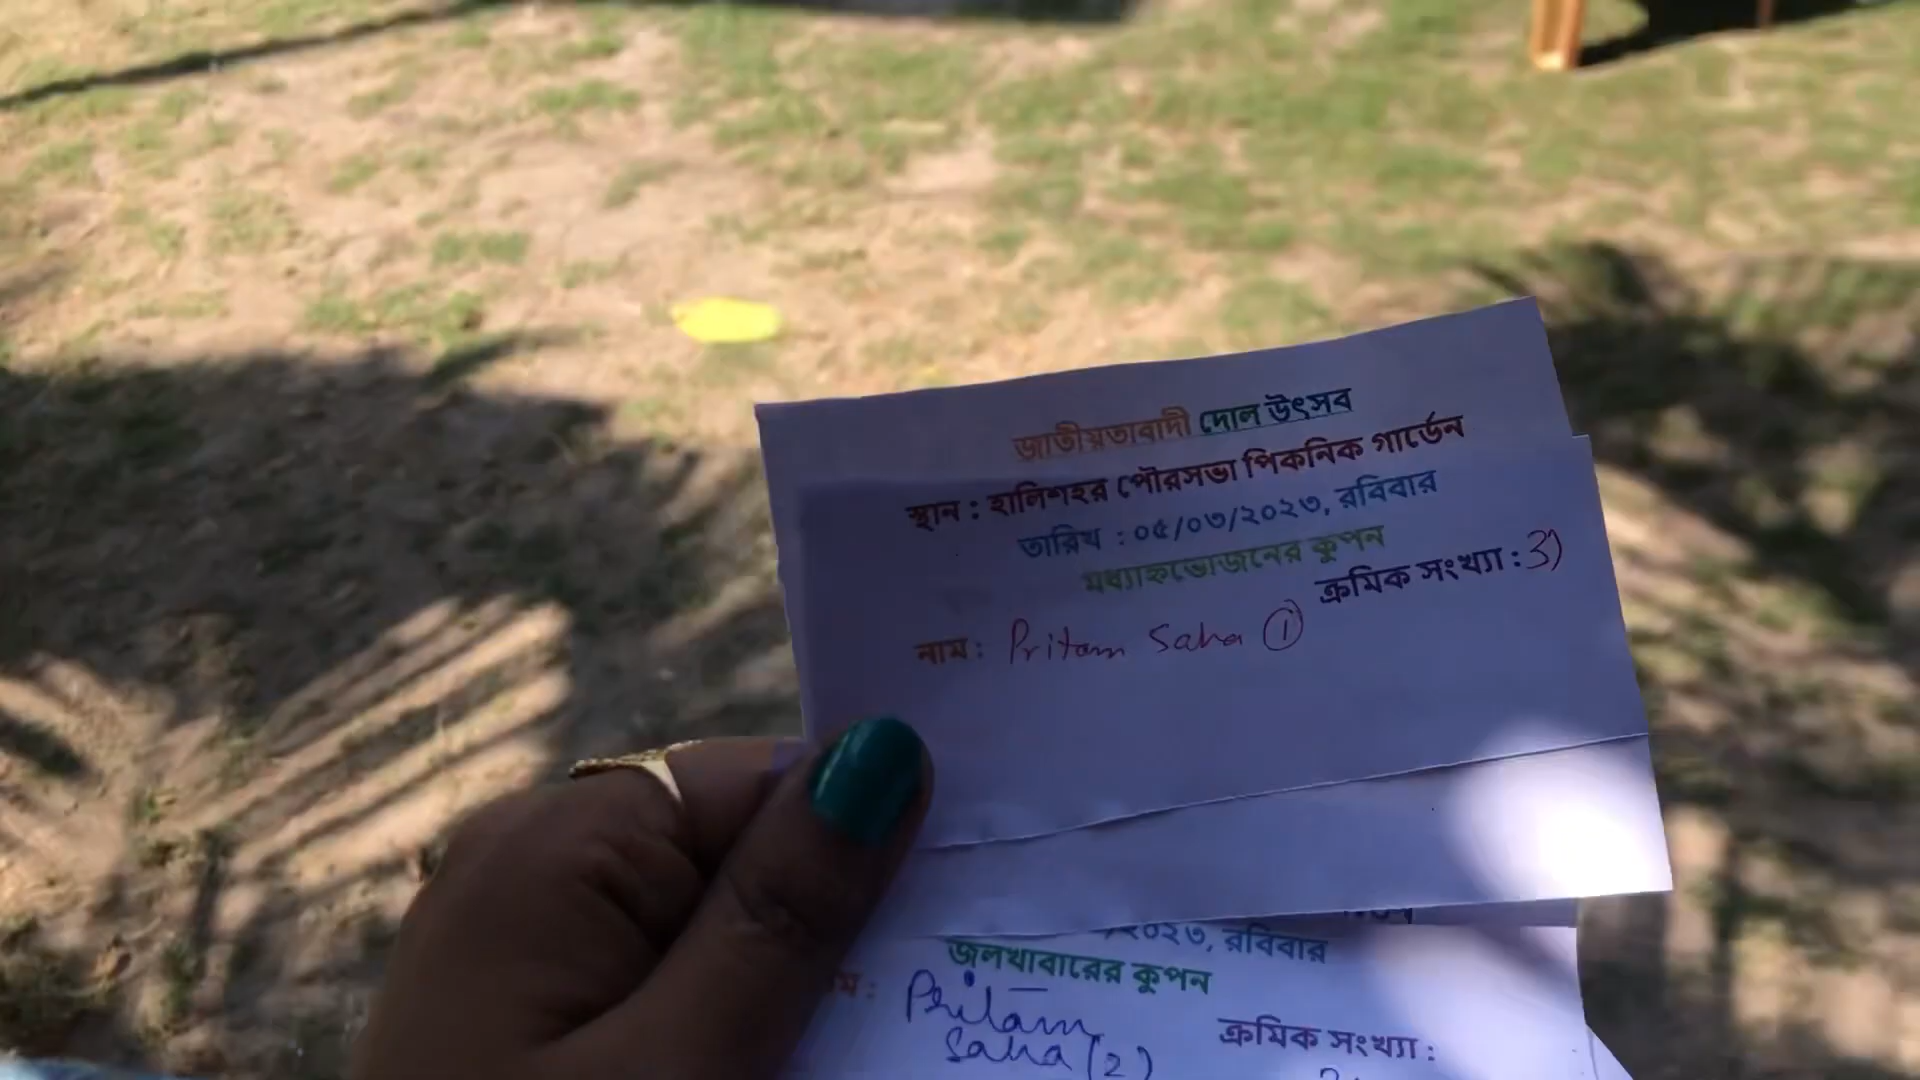 জাতীয়তাবাদী দোল উৎসব
স্থান : হালিশহর পৌরসভা পিকনিক গার্ডেন
তারিখ : ০৫/০৩/২০২৩, রবিবার
মধ্যাহ্নভোজনের কুপন
ক্রমিক সংখ্যা : 3)
নাম : Pritam Saha ①
২০২৩, রবিবার
জলখাবারের কুপন
Pritam
Saha (2)
ক্রমিক সংখ্যা :